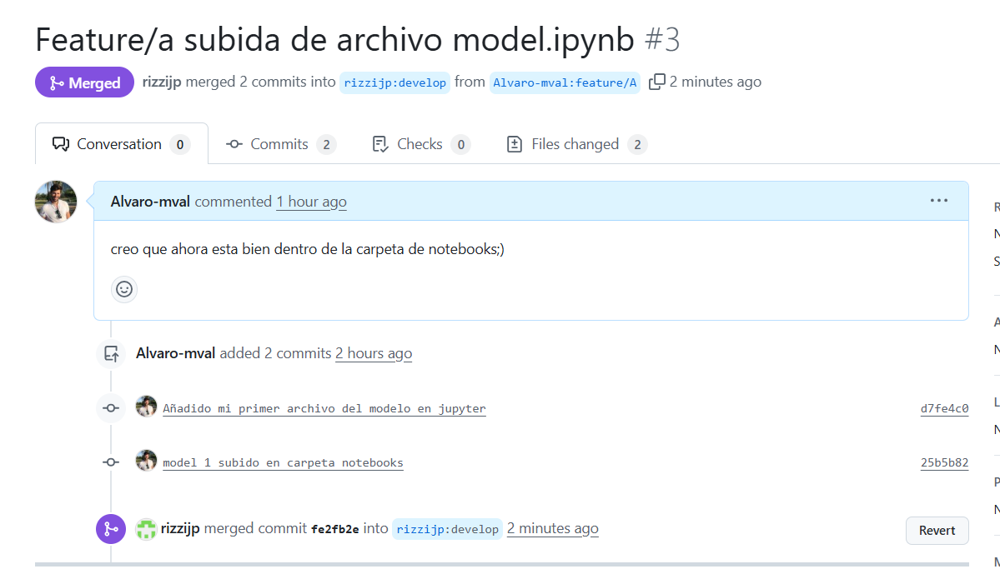 Feature/a subida de archivo model.ipynb #3
Merged rizzijp merged 2 commits into rizzijp:develop from Alvaro-mval:feature/A 2 minutes ago
Conversation 0 Commits 2 Checks 0 Files changed 2
Alvaro-mval commented 1 hour ago
creo que ahora esta bien dentro de la carpeta de notebooks;)
Alvaro-mval added 2 commits 2 hours ago
Añadido mi primer archivo del modelo en jupyter d7fe4c0
model 1 subido en carpeta notebooks 25b5b82
rizzijp merged commit fe2fb2e into rizzijp:develop 2 minutes ago Revert